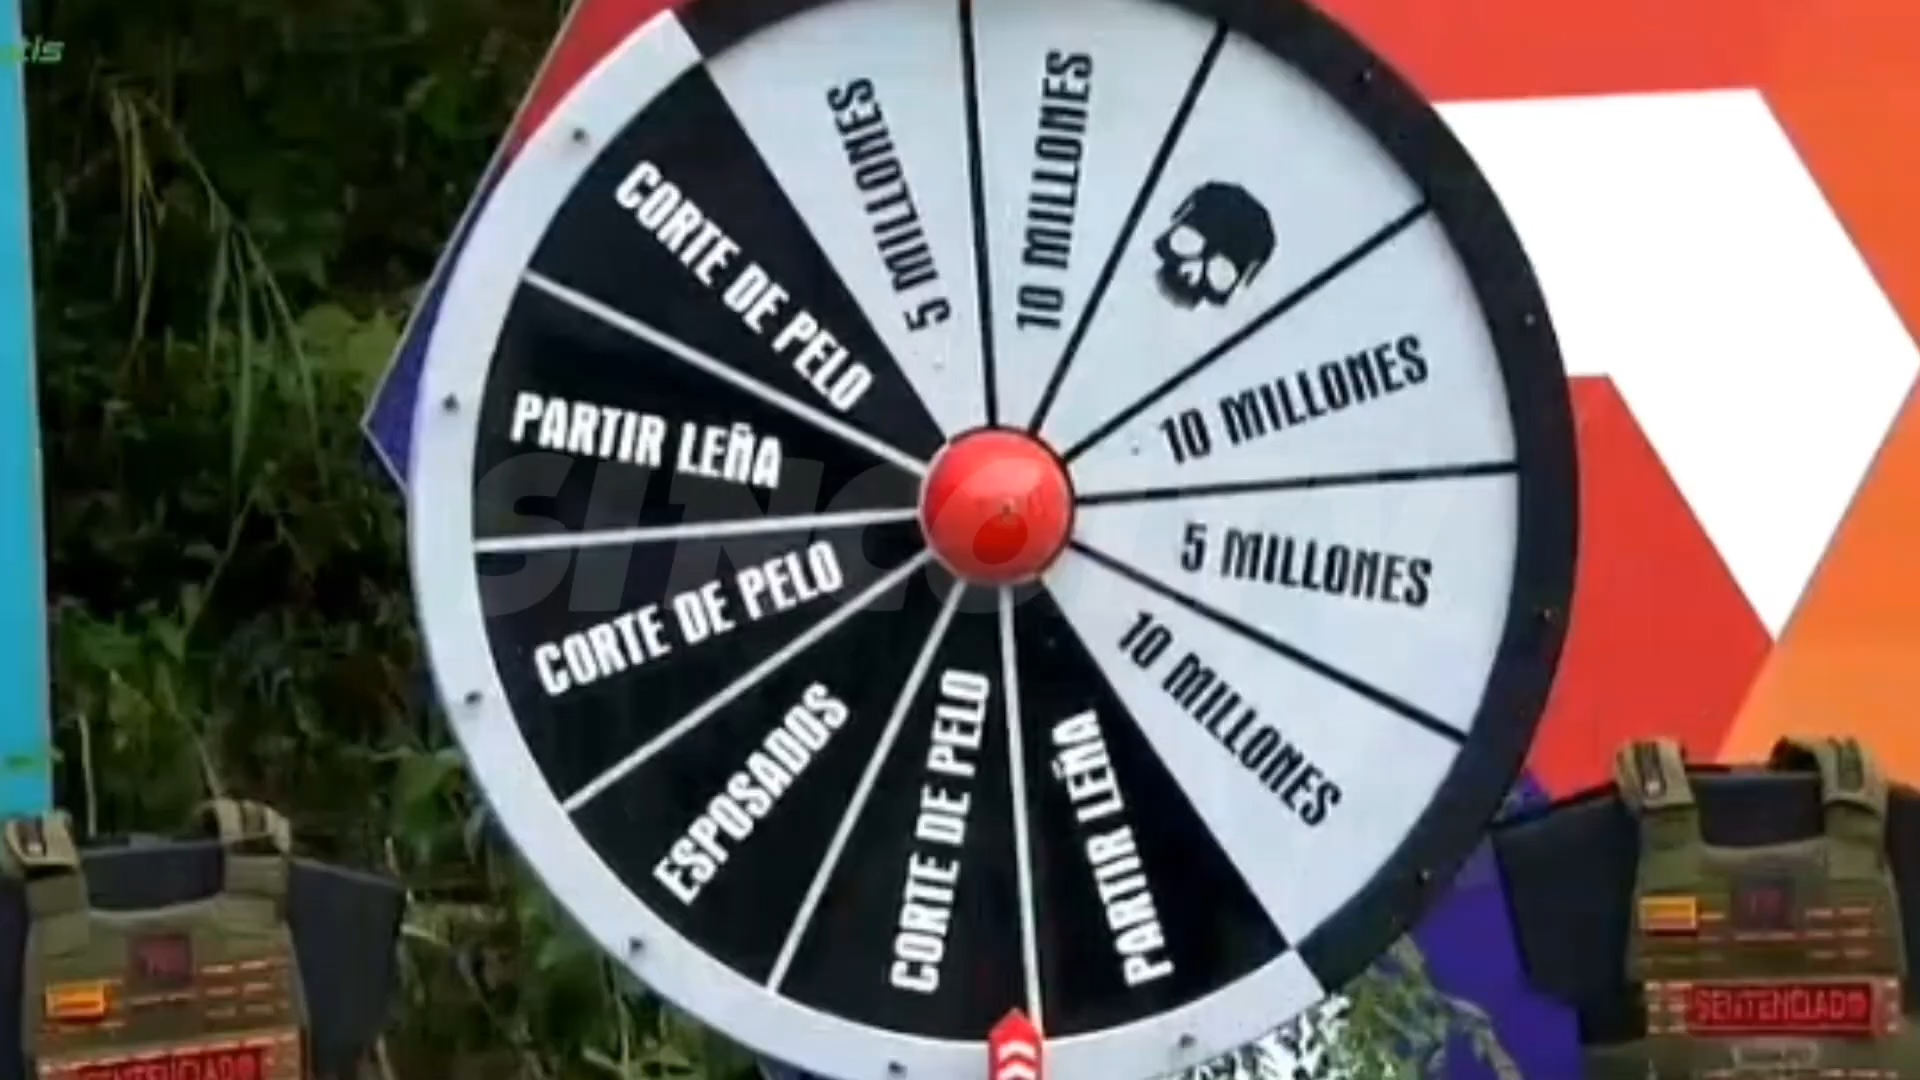 5 MILLONES
10 MILLONES
10 MILLONES
5 MILLONES
10 MILLONES
PARTIR LEÑA
CORTE DE PELO
ESPOSADOS
CORTE DE PELO
PARTIR LEÑA
CORTE DE PELO
SENTENCIADO
SENTENCIADO